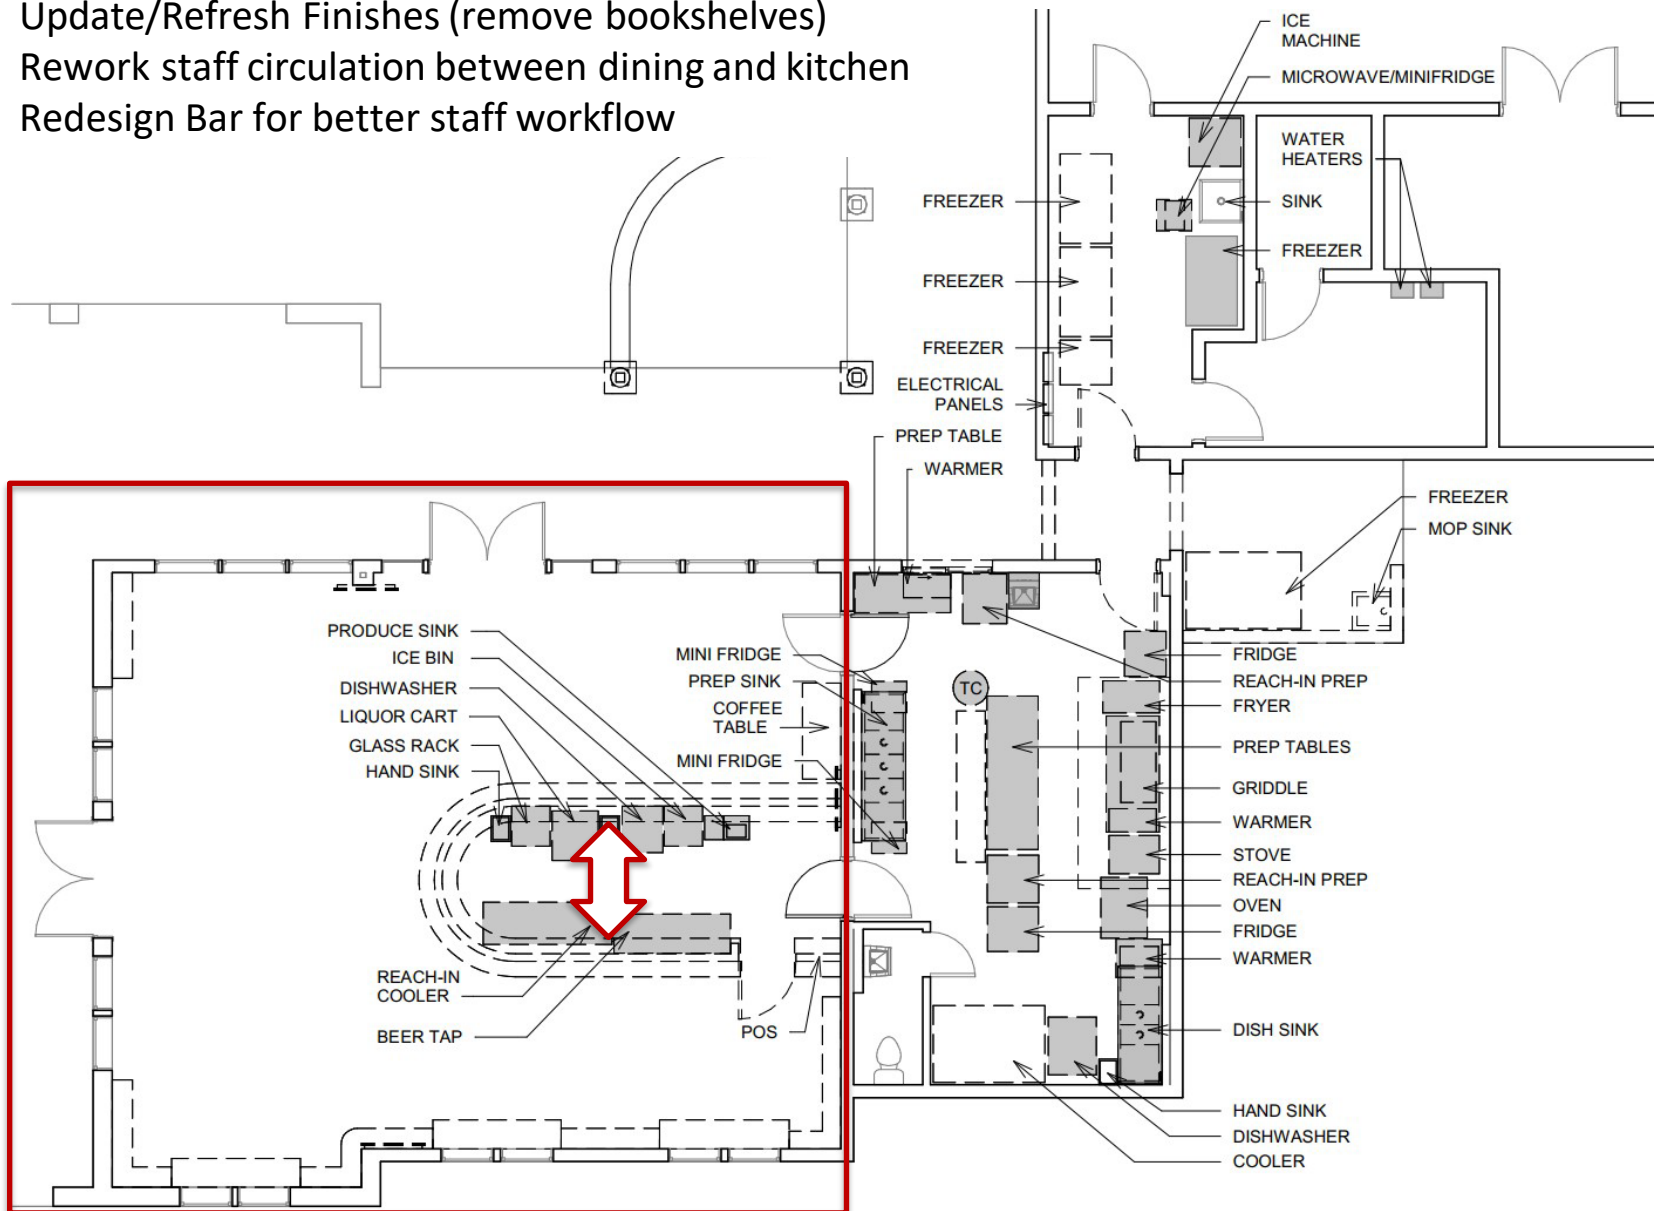 Update/Refresh Finishes (remove bookshelves)
Rework staff circulation between dining and kitchen
Redesign Bar for better staff workflow
ICE
MACHINE
MICROWAVE/MINIFRIDGE
WATER
HEATERS
FREEZER
SINK
FREEZER
FREEZER
FREEZER
ELECTRICAL
PANELS
PREP TABLE
WARMER
FREEZER
MOP SINK
PRODUCE SINK
ICE BIN
DISHWASHER
LIQUOR CART
GLASS RACK
HAND SINK
MINI FRIDGE
PREP SINK
COFFEE
TABLE
MINI FRIDGE
TC
FRIDGE
REACH-IN PREP
FRYER
PREP TABLES
GRIDDLE
WARMER
STOVE
REACH-IN PREP
OVEN
FRIDGE
WARMER
REACH-IN
COOLER
BEER TAP
POS
DISH SINK
HAND SINK
DISHWASHER
COOLER